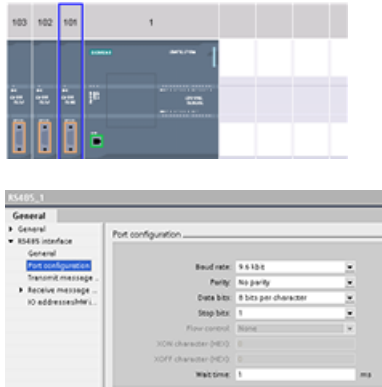 103 102 101 1
SIEMENS
RS485_1
General
General
RS485 interface
General
Port configuration
Transmit message ...
Receive message ...
IO addresses/HW i...
Port configuration
Baud rate: 9.6 kbit
Parity: No parity
Data bits: 8 bits per character
Stop bits: 1
Flow control: None
XON character (HEX): 0
XOFF character (HEX): 0
Wait time: 1 ms